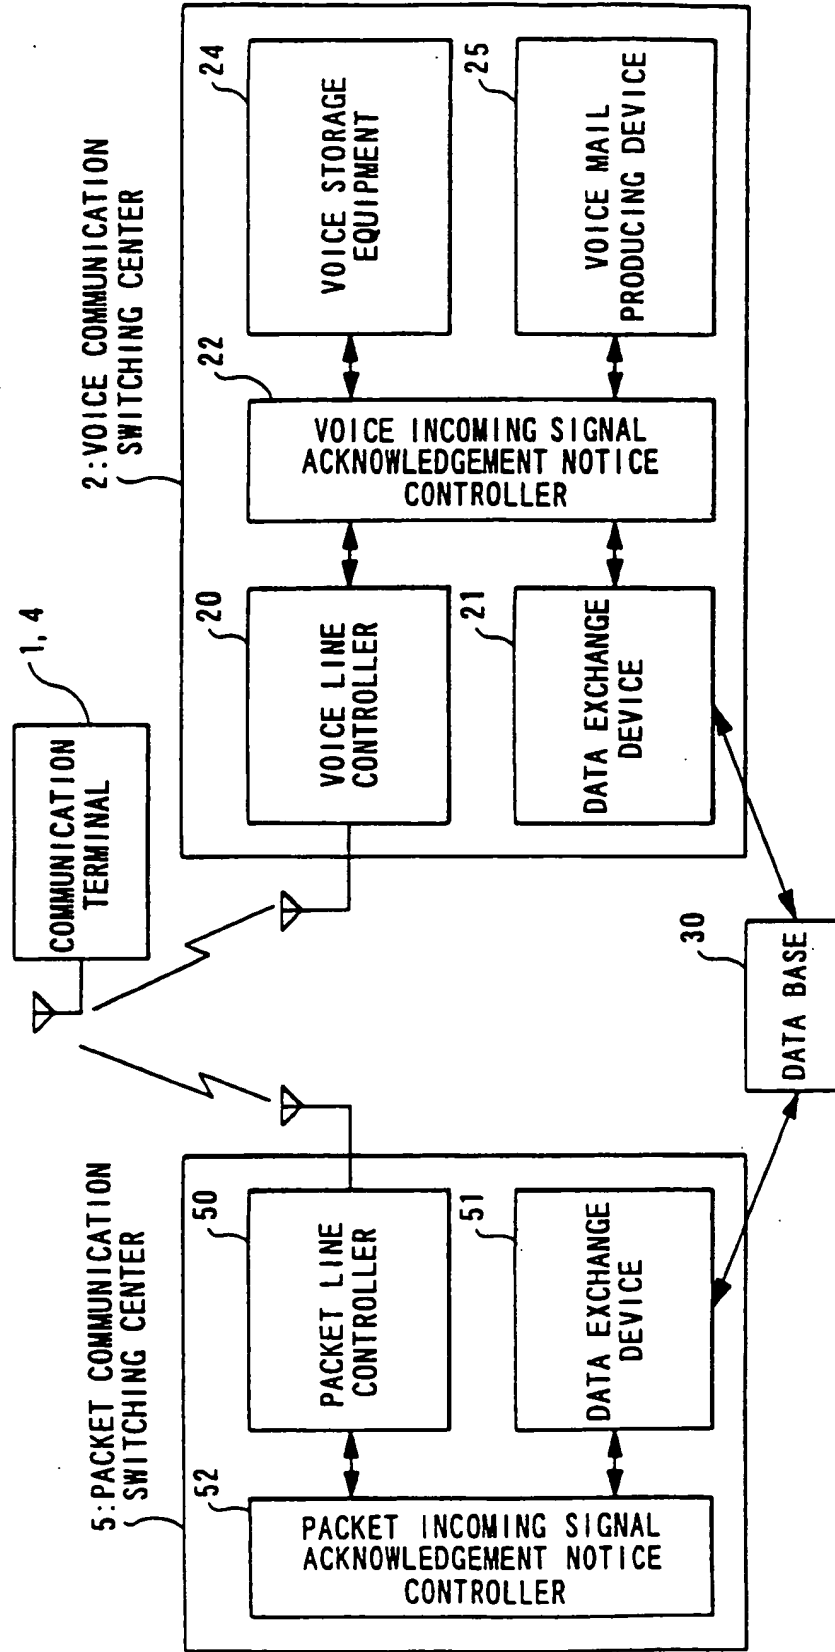 COMMUNICATION
TERMINAL
1, 4
5:PACKET COMMUNICATION
SWITCHING CENTER
52
PACKET INCOMING SIGNAL
ACKNOWLEDGEMENT NOTICE
CONTROLLER
50
PACKET LINE
CONTROLLER
51
DATA EXCHANGE
DEVICE
2:VOICE COMMUNICATION
SWITCHING CENTER
20
VOICE LINE
CONTROLLER
21
DATA EXCHANGE
DEVICE
22
VOICE INCOMING SIGNAL
ACKNOWLEDGEMENT NOTICE
CONTROLLER
24
VOICE STORAGE
EQUIPMENT
25
VOICE MAIL
PRODUCING DEVICE
30
DATA BASE